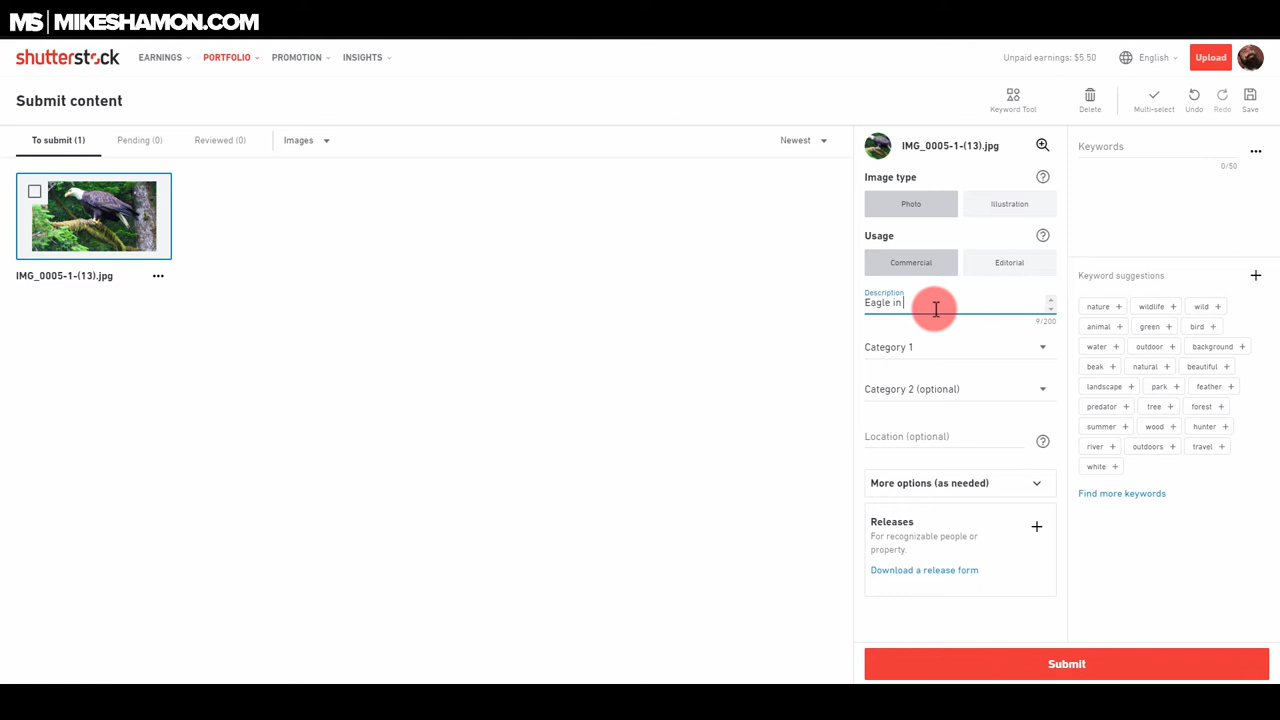 MS | MIKESHAMON.COM
shutterstock EARNINGS PORTFOLIO PROMOTION INSIGHTS Unpaid earnings: $5.50 English Upload
Submit content
Keyword Tool Delete Multi-select Undo Redo Save
To submit (1) Pending (0) Reviewed (0) Images Newest
IMG_0005-1-(13).jpg
IMG_0005-1-(13).jpg
Image type
Photo Illustration
Usage
Commercial Editorial
Description
Eagle in
9/200
Category 1
Category 2 (optional)
Location (optional)
More options (as needed)
Releases
For recognizable people or
property.
Download a release form
Keywords
0/50
Keyword suggestions
nature + wildlife + wild +
animal + green + bird +
water + outdoor + background +
beak + natural + beautiful +
landscape + park + feather +
predator + tree + forest +
summer + wood + hunter +
river + outdoors + travel +
white +
Find more keywords
Submit